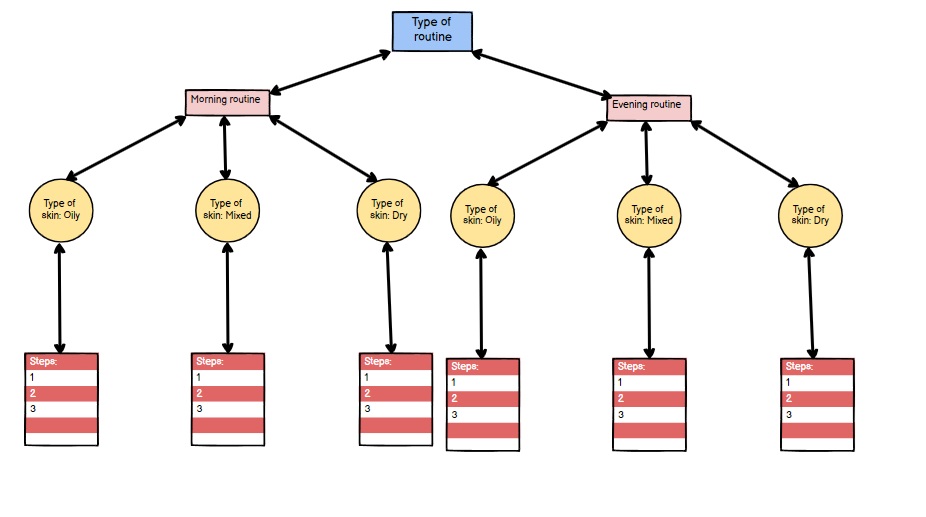 Type of
routine
Morning routine
Evening routine
Type of
skin: Oily
Type of
skin: Mixed
Type of
skin: Dry
Type of
skin: Oily
Type of
skin: Mixed
Type of
skin: Dry
Steps:
1
2
3
Steps:
1
2
3
Steps:
1
2
3
Steps:
1
2
3
Steps:
1
2
3
Steps:
1
2
3